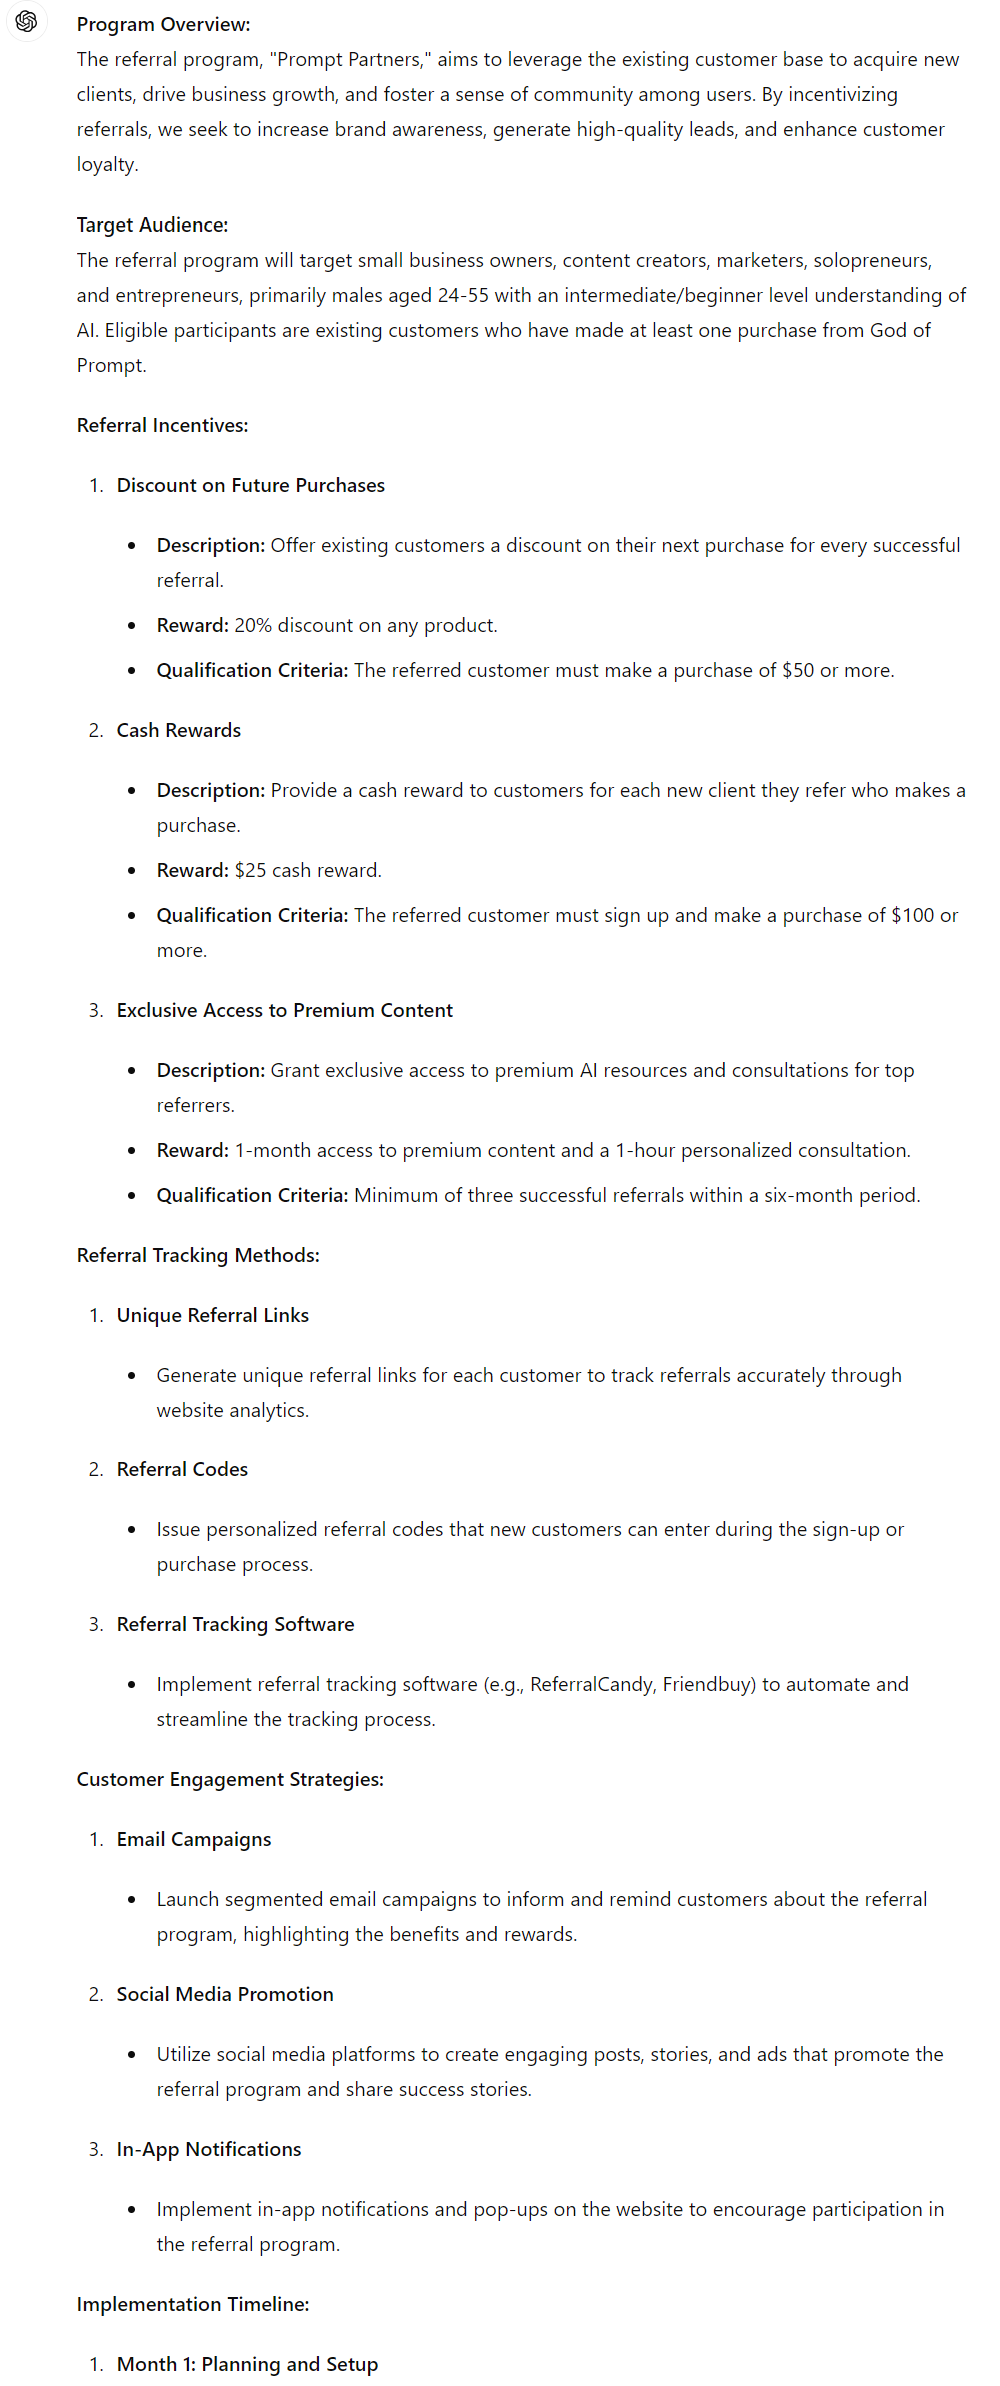 Program Overview:
The referral program, "Prompt Partners," aims to leverage the existing customer base to acquire new
clients, drive business growth, and foster a sense of community among users. By incentivizing
referrals, we seek to increase brand awareness, generate high-quality leads, and enhance customer
loyalty.
Target Audience:
The referral program will target small business owners, content creators, marketers, solopreneurs,
and entrepreneurs, primarily males aged 24-55 with an intermediate/beginner level understanding of
AI. Eligible participants are existing customers who have made at least one purchase from God of
Prompt.
Referral Incentives:
1. Discount on Future Purchases
• Description: Offer existing customers a discount on their next purchase for every successful
referral.
• Reward: 20% discount on any product.
• Qualification Criteria: The referred customer must make a purchase of $50 or more.
2. Cash Rewards
• Description: Provide a cash reward to customers for each new client they refer who makes a
purchase.
• Reward: $25 cash reward.
• Qualification Criteria: The referred customer must sign up and make a purchase of $100 or
more.
3. Exclusive Access to Premium Content
• Description: Grant exclusive access to premium AI resources and consultations for top
referrers.
• Reward: 1-month access to premium content and a 1-hour personalized consultation.
• Qualification Criteria: Minimum of three successful referrals within a six-month period.
Referral Tracking Methods:
1. Unique Referral Links
• Generate unique referral links for each customer to track referrals accurately through
website analytics.
2. Referral Codes
• Issue personalized referral codes that new customers can enter during the sign-up or
purchase process.
3. Referral Tracking Software
• Implement referral tracking software (e.g., ReferralCandy, Friendbuy) to automate and
streamline the tracking process.
Customer Engagement Strategies:
1. Email Campaigns
• Launch segmented email campaigns to inform and remind customers about the referral
program, highlighting the benefits and rewards.
2. Social Media Promotion
• Utilize social media platforms to create engaging posts, stories, and ads that promote the
referral program and share success stories.
3. In-App Notifications
• Implement in-app notifications and pop-ups on the website to encourage participation in
the referral program.
Implementation Timeline:
1. Month 1: Planning and Setup